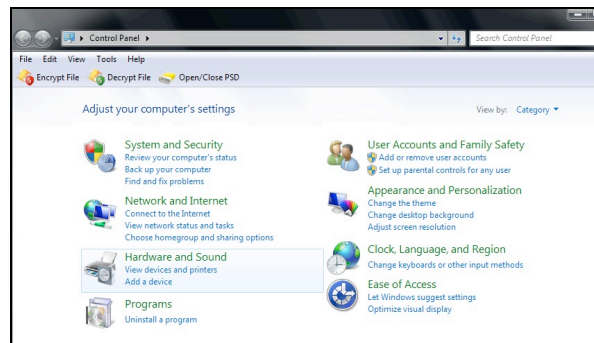 Control Panel
Search Control Panel
File Edit View Tools Help
Encrypt File Decrypt File Open/Close PSD
Adjust your computer's settings
View by: Category
System and Security
Review your computer's status
Back up your computer
Find and fix problems
Network and Internet
Connect to the Internet
View network status and tasks
Choose homegroup and sharing options
Hardware and Sound
View devices and printers
Add a device
Programs
Uninstall a program
User Accounts and Family Safety
Add or remove user accounts
Set up parental controls for any user
Appearance and Personalization
Change the theme
Change desktop background
Adjust screen resolution
Clock, Language, and Region
Change keyboards or other input methods
Ease of Access
Let Windows suggest settings
Optimize visual display